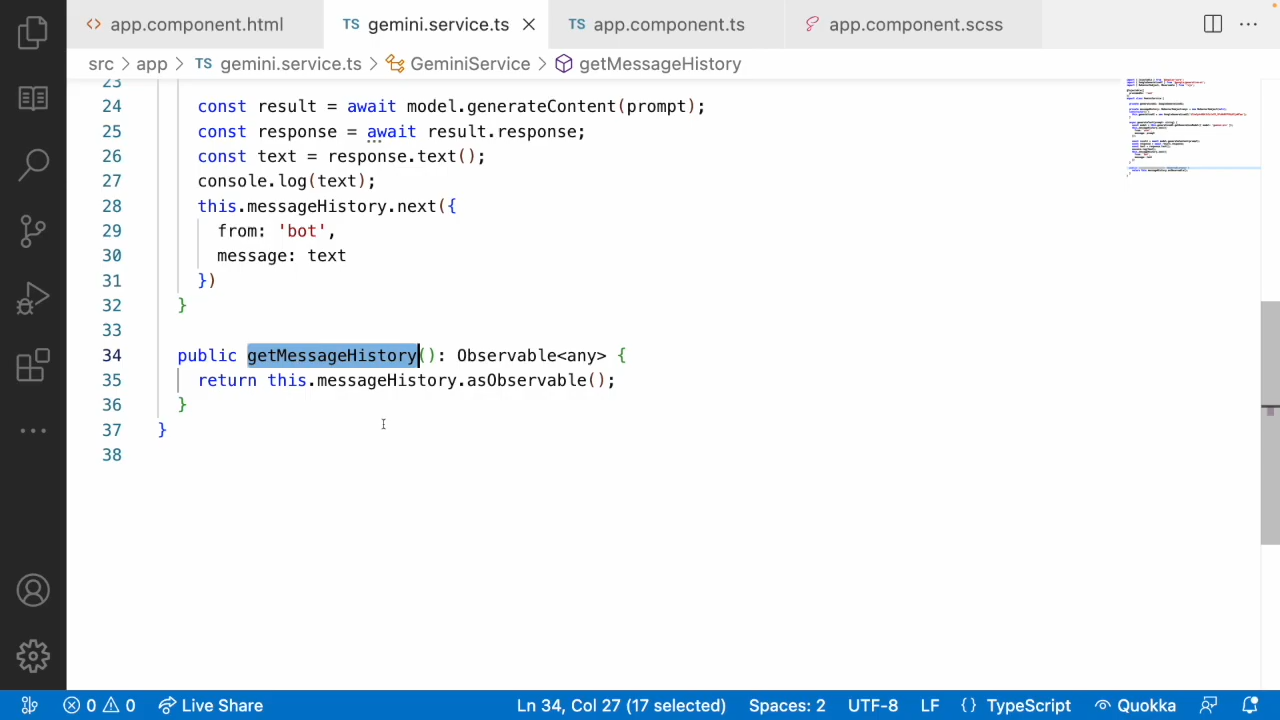 app.component.html
TS gemini.service.ts
TS app.component.ts
app.component.scss
src > app > TS gemini.service.ts > GeminiService > getMessageHistory
23
24 const result = await model.generateContent(prompt);
25 const response = await result.response;
26 const text = response.text();
27 console.log(text);
28 this.messageHistory.next({
29 from: 'bot',
30 message: text
31 })
32 }
33
34 public getMessageHistory(): Observable<any> {
35 return this.messageHistory.asObservable();
36 }
37 }
38
0 0 Live Share Ln 34, Col 27 (17 selected) Spaces: 2 UTF-8 LF {} TypeScript Quokka